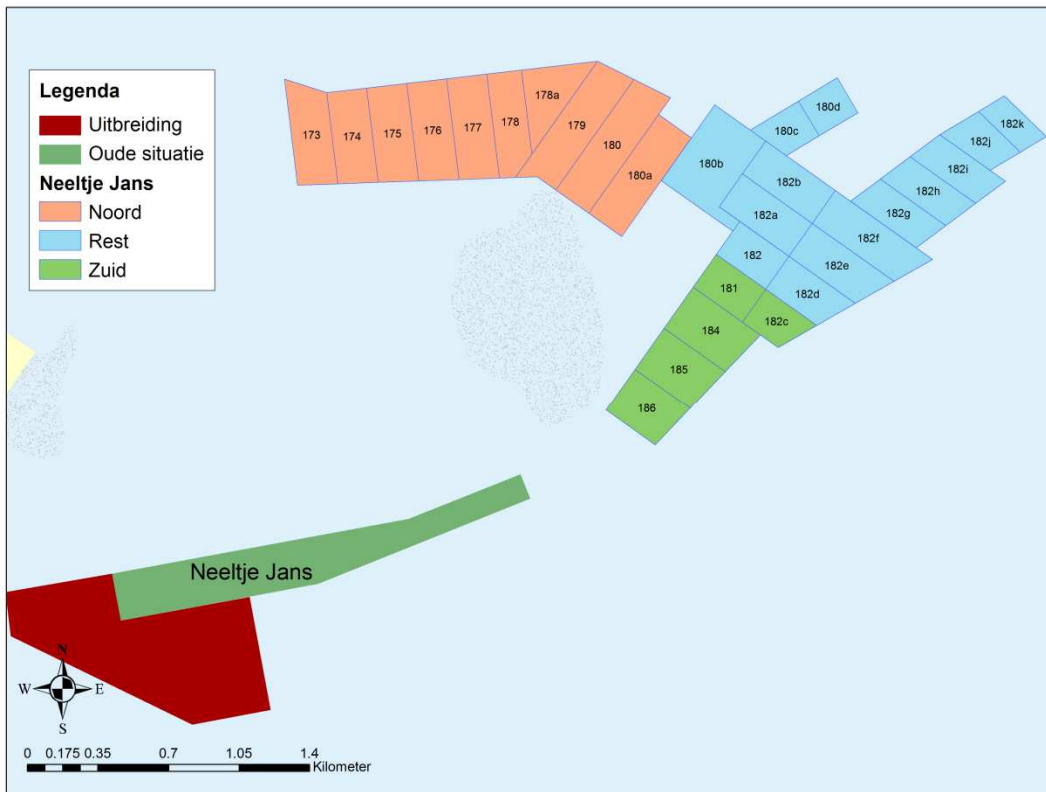 Legenda
Uitbreiding
Oude situatie
Neeltje Jans
Noord
Rest
Zuid
173
174
175
176
177
178
178a
179
180
180a
180b
180c
180d
182b
182a
182
181
182c
182d
182e
182f
182g
182h
182i
182j
182k
184
185
186
Neeltje Jans
N
W E
S
0 0.175 0.35 0.7 1.05 1.4
Kilometer